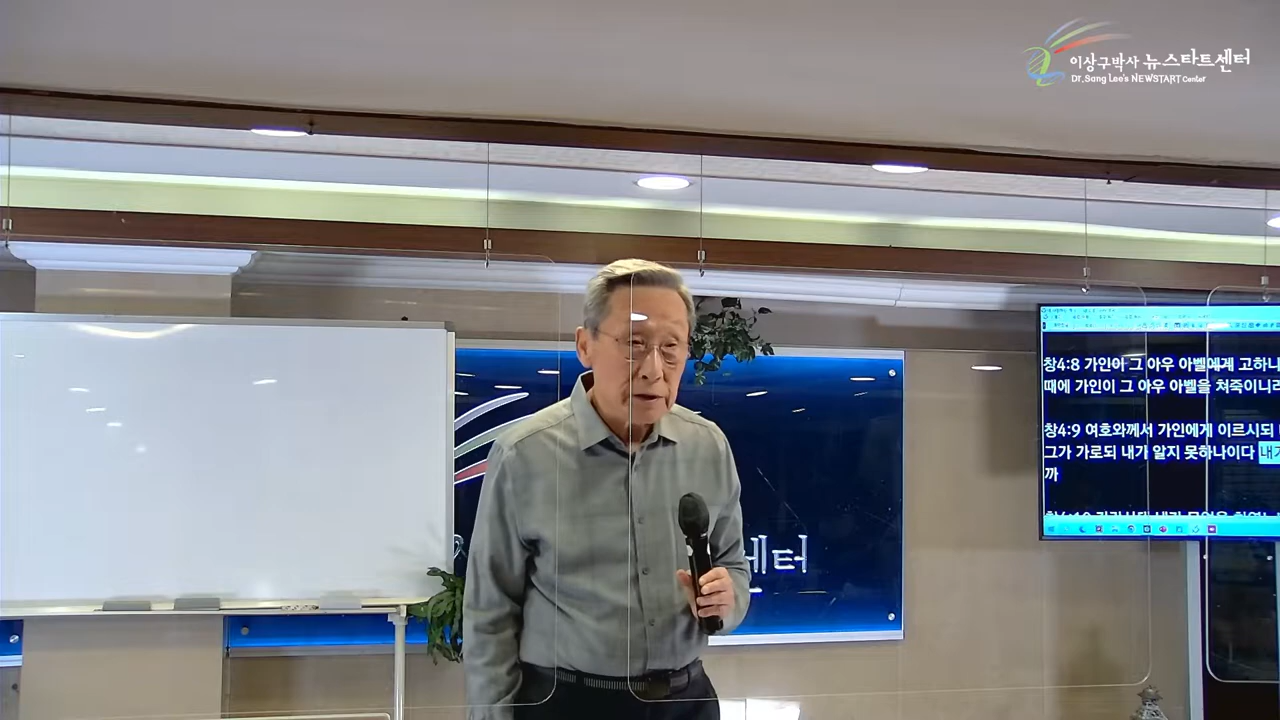 이상구박사 뉴스타트센터
Dr. Sang Lee's NEWSTART Center
창4:8 가인이 그 아우 아벨에게 고하니
때에 가인이 그 아우 아벨을 쳐죽이니라
창4:9 여호와께서 가인에게 이르시되
그가 가로되 내가 알지 못하나이다 내가
까
센터